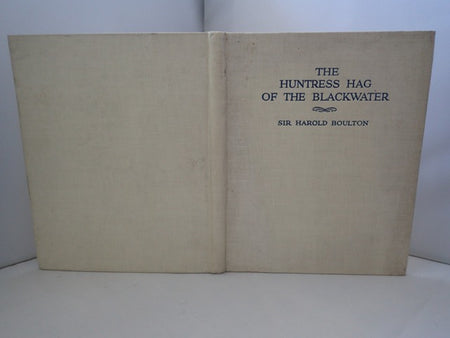 THE
HUNTRESS HAG
OF THE BLACKWATER
SIR HAROLD BOULTON